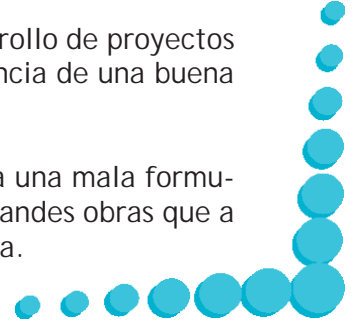 rollo de proyectos
ncia de una buena
a una mala formu-
andes obras que a
a.